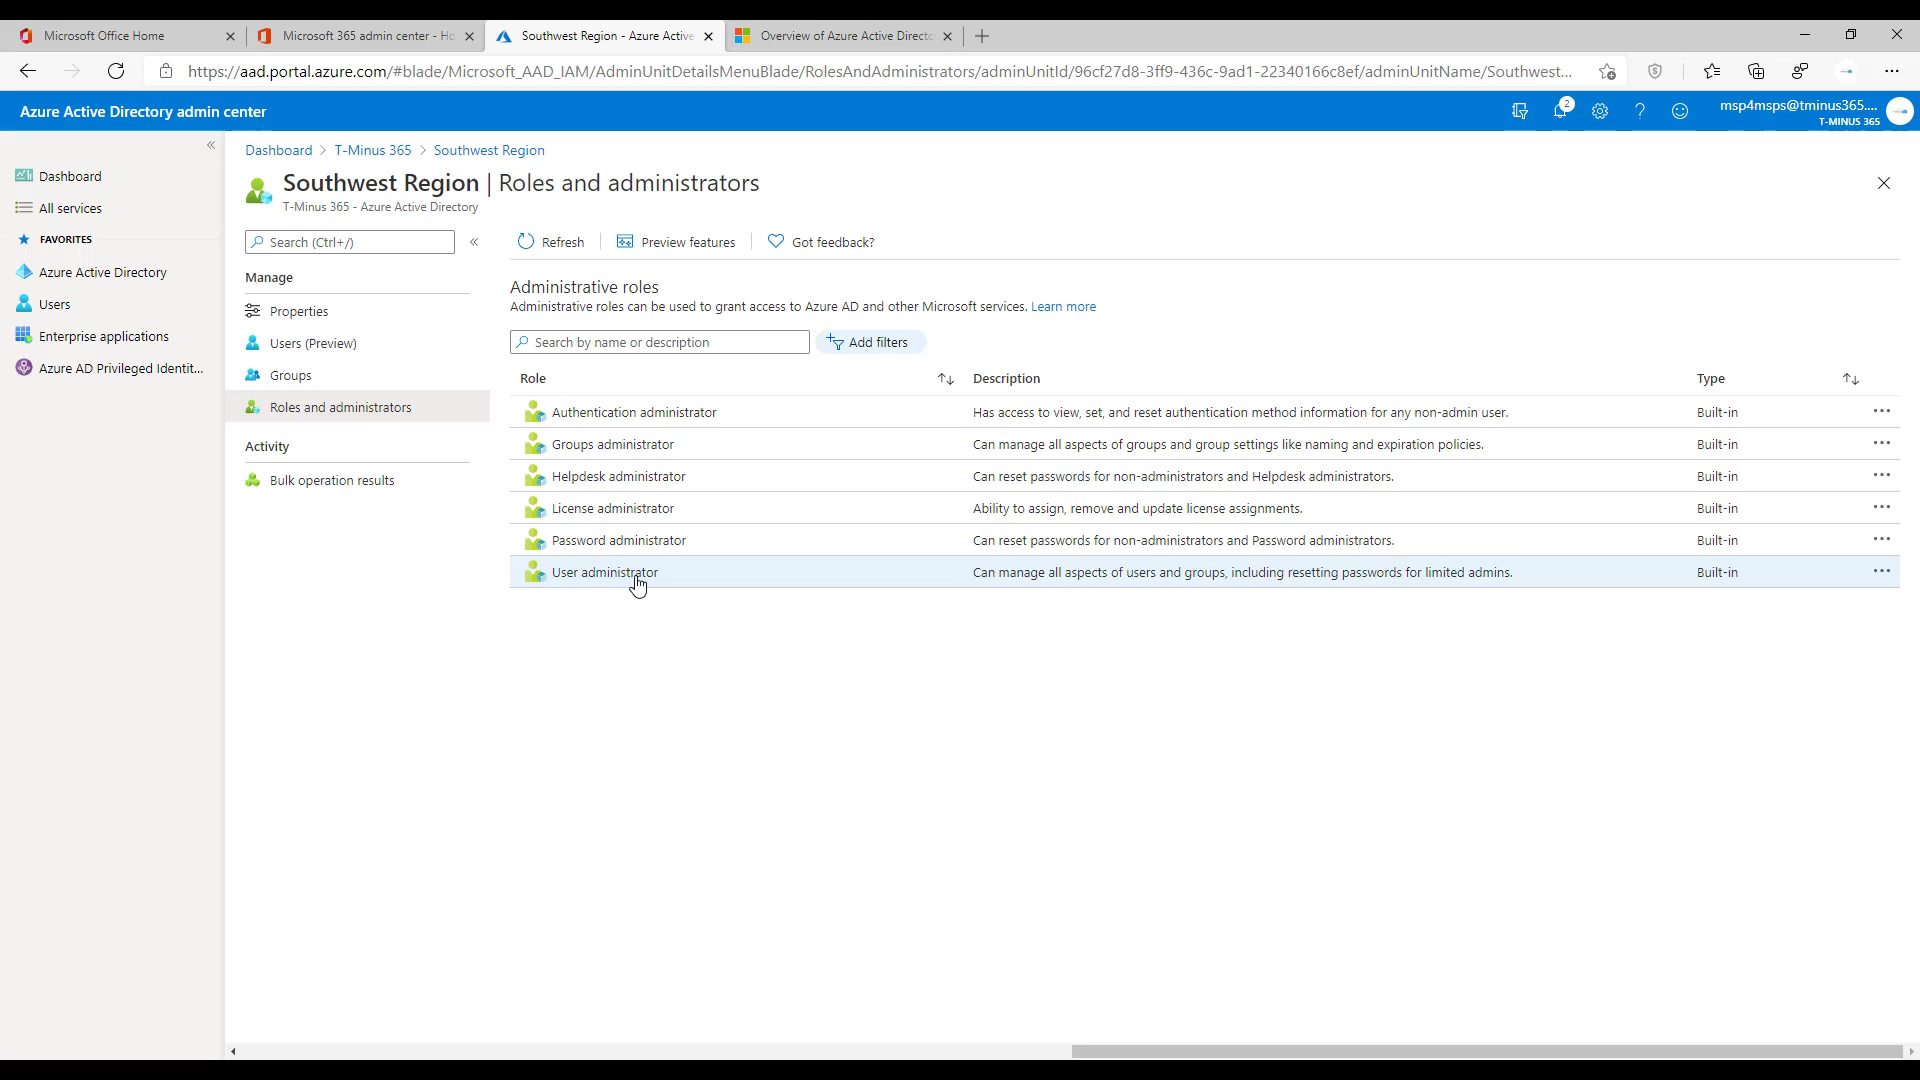 Microsoft Office Home
Microsoft 365 admin center - Ho
Southwest Region - Azure Active
Overview of Azure Active Directo
https://aad.portal.azure.com/#blade/Microsoft_AAD_IAM/AdminUnitDetailsMenuBlade/RolesAndAdministrators/adminUnitId/96cf27d8-3ff9-436c-9ad1-22340166c8ef/adminUnitName/Southwest...
Azure Active Directory admin center
2
msp4msps@tminus365....
T-MINUS 365
Dashboard
All services
FAVORITES
Azure Active Directory
Users
Enterprise applications
Azure AD Privileged Identit...
Dashboard > T-Minus 365 > Southwest Region
Southwest Region | Roles and administrators
T-Minus 365 - Azure Active Directory
Search (Ctrl+/)
Manage
Properties
Users (Preview)
Groups
Roles and administrators
Activity
Bulk operation results
Refresh
Preview features
Got feedback?
Administrative roles
Administrative roles can be used to grant access to Azure AD and other Microsoft services. Learn more
Search by name or description
Add filters
Role Description Type
Authentication administrator Has access to view, set, and reset authentication method information for any non-admin user. Built-in
Groups administrator Can manage all aspects of groups and group settings like naming and expiration policies. Built-in
Helpdesk administrator Can reset passwords for non-administrators and Helpdesk administrators. Built-in
License administrator Ability to assign, remove and update license assignments. Built-in
Password administrator Can reset passwords for non-administrators and Password administrators. Built-in
User administrator Can manage all aspects of users and groups, including resetting passwords for limited admins. Built-in